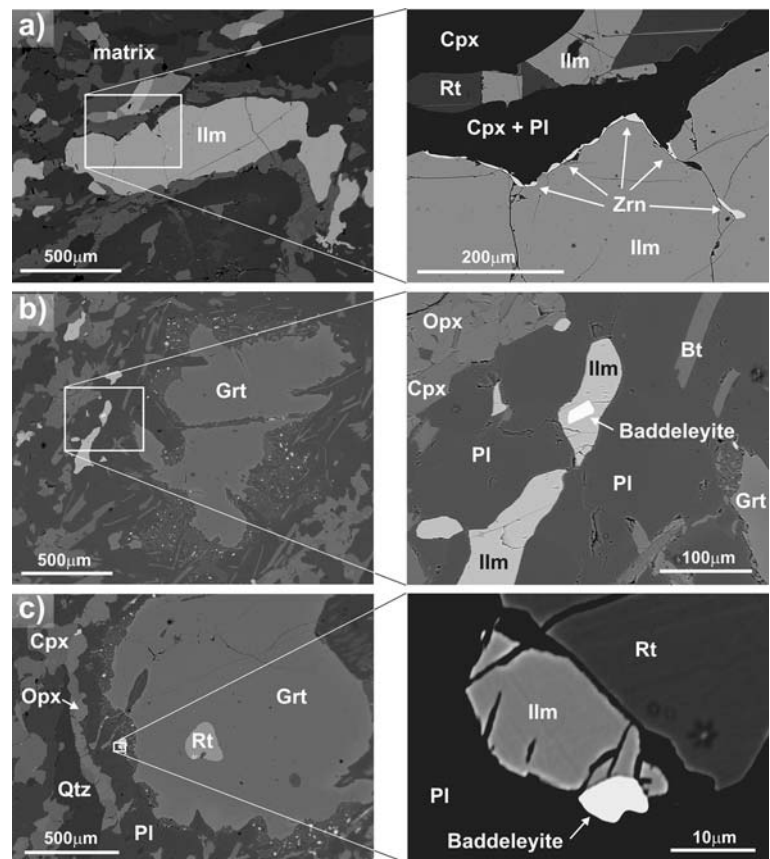 a)
matrix
Ilm
500µm
Cpx
Ilm
Rt
Cpx + Pl
Zrn
Ilm
200µm
b)
Grt
500µm
Opx
Ilm
Bt
Cpx
Baddeleyite
Pl
Pl
Grt
Ilm
100µm
c)
Cpx
Opx
Grt
Rt
Qtz
Pl
500µm
Rt
Ilm
Pl
Baddeleyite
10µm